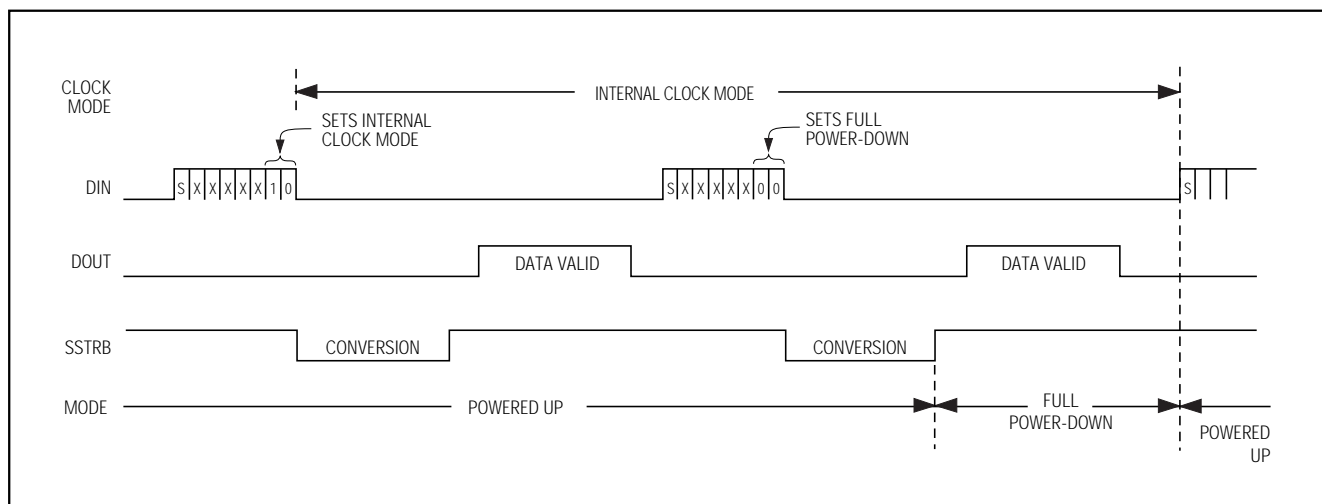 CLOCK
MODE
INTERNAL CLOCK MODE
SETS INTERNAL
CLOCK MODE
SETS FULL
POWER-DOWN
DIN
S X X X X X 1 0
S X X X X X 0 0
S
DOUT
DATA VALID
DATA VALID
SSTRB
CONVERSION
CONVERSION
MODE
POWERED UP
FULL
POWER-DOWN
POWERED
UP